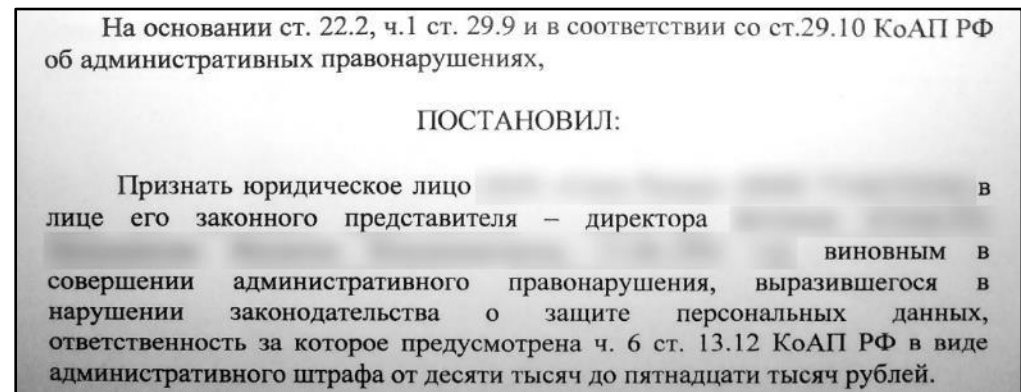 На основании ст. 22.2, ч.1 ст. 29.9 и в соответствии со ст.29.10 КоАП РФ
об административных правонарушениях,
ПОСТАНОВИЛ:
Признать юридическое лицо в
лице его законного представителя – директора
виновным в
совершении административного правонарушения, выразившегося в
нарушении законодательства о защите персональных данных,
ответственность за которое предусмотрена ч. 6 ст. 13.12 КоАП РФ в виде
административного штрафа от десяти тысяч до пятнадцати тысяч рублей.